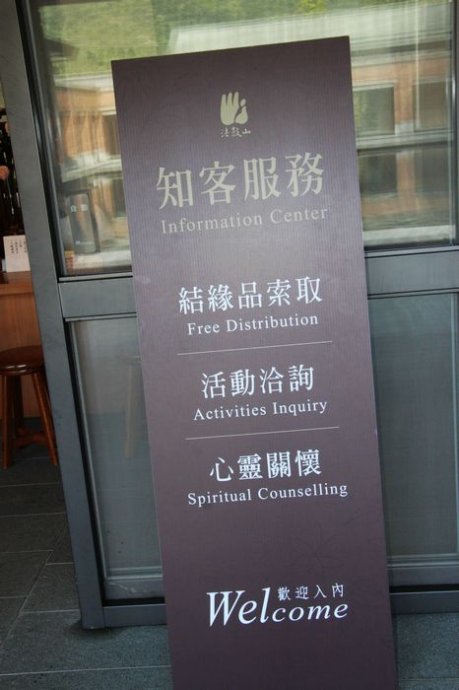 法鼓山
知客服務
Information Center
結緣品索取
Free Distribution
活動洽詢
Activities Inquiry
心靈關懷
Spiritual Counselling
歡迎入內
Welcome